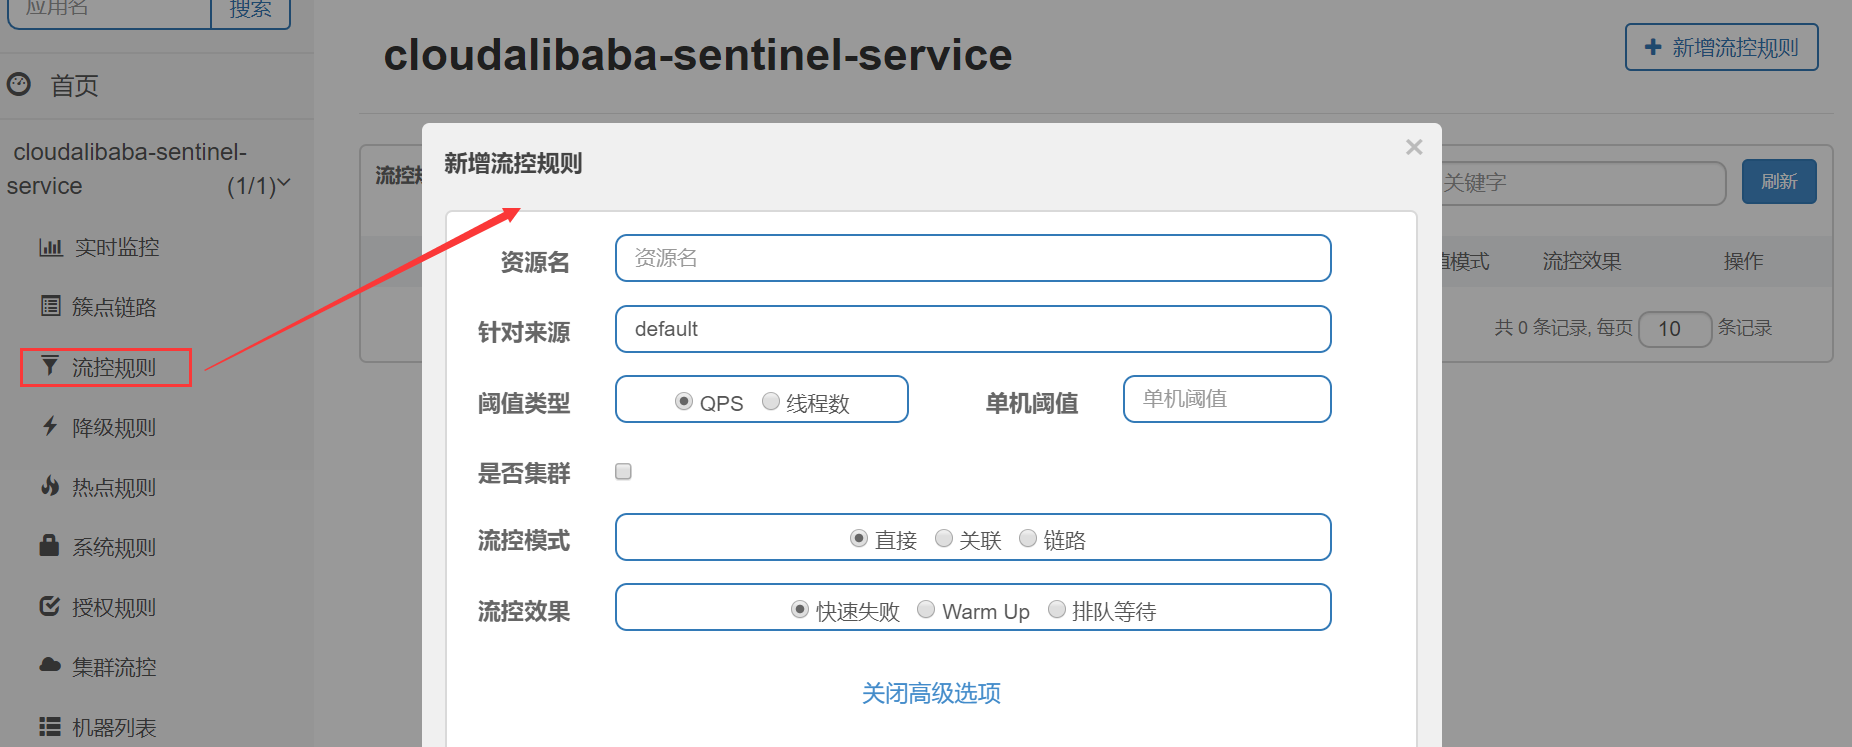 应用名
搜索
首页
cloudalibaba-sentinel-
service (1/1)
实时监控
簇点链路
流控规则
降级规则
热点规则
系统规则
授权规则
集群流控
机器列表
cloudalibaba-sentinel-service
新增流控规则
流控规
关键字
刷新
值模式 流控效果 操作
共 0 条记录, 每页 10 条记录
新增流控规则
资源名 资源名
针对来源 default
阈值类型 QPS 线程数 单机阈值 单机阈值
是否集群
流控模式 直接 关联 链路
流控效果 快速失败 Warm Up 排队等待
关闭高级选项